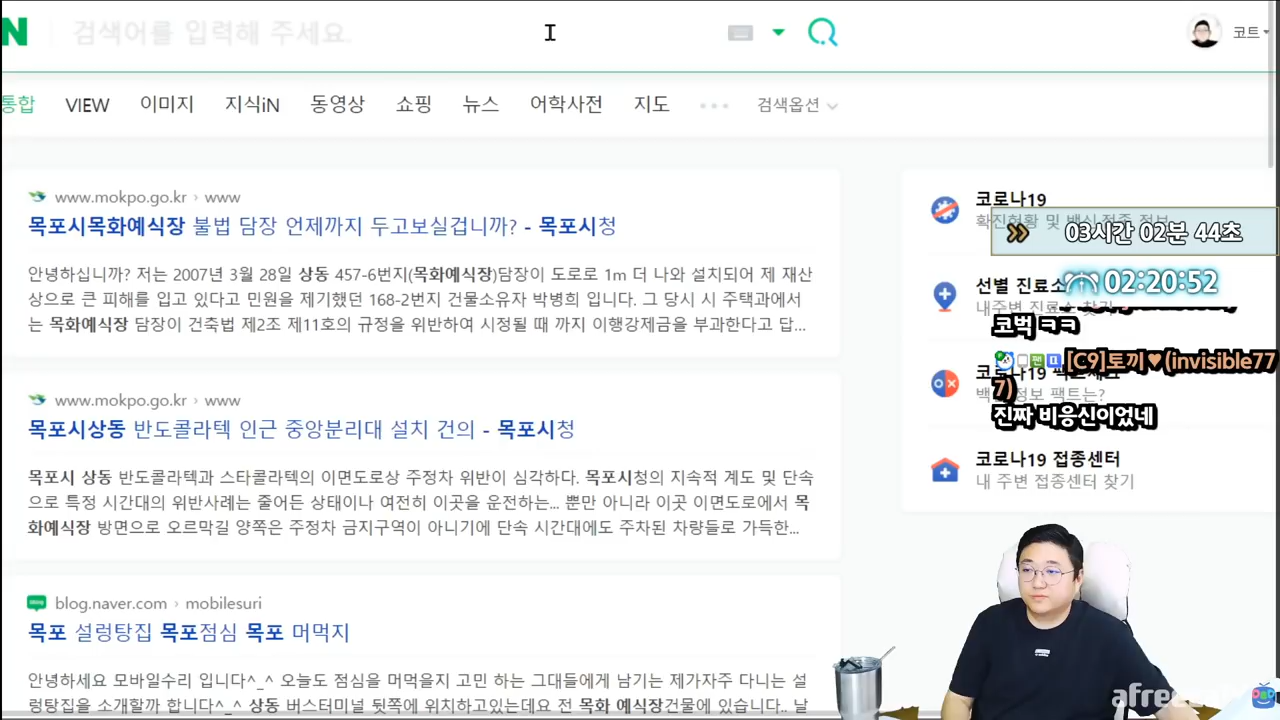 N 검색어를 입력해 주세요. 코트
통합 VIEW 이미지 지식iN 동영상 쇼핑 뉴스 어학사전 지도 검색옵션
www.mokpo.go.kr › www
목포시목화예식장 불법 담장 언제까지 두고보실겁니까? - 목포시청
안녕하십니까? 저는 2007년 3월 28일 상동 457-6번지(목화예식장)담장이 도로로 1m 더 나와 설치되어 제 재산
상으로 큰 피해를 입고 있다고 민원을 제기했던 168-2번지 건물소유자 박병희 입니다. 그 당시 시 주택과에서
는 목화예식장 담장이 건축법 제2조 제11호의 규정을 위반하여 시정될 때 까지 이행강제금을 부과한다고 답...
www.mokpo.go.kr › www
목포시상동 반도콜라텍 인근 중앙분리대 설치 건의 - 목포시청
목포시 상동 반도콜라텍과 스타콜라텍의 이면도로상 주정차 위반이 심각하다. 목포시청의 지속적 계도 및 단속
으로 특정 시간대의 위반사례는 줄어든 상태이나 여전히 이곳을 운전하는... 뿐만 아니라 이곳 이면도로에서 목
화예식장 방면으로 오르막길 양쪽은 주정차 금지구역이 아니기에 단속 시간대에도 주차된 차량들로 가득한...
blog.naver.com › mobilesuri
목포 설렁탕집 목포점심 목포 머먹지
안녕하세요 모바일수리 입니다^_^ 오늘도 점심을 머먹을지 고민 하는 그대들에게 남기는 제가자주 다니는 설
렁탕집을 소개할까 합니다^_^ 상동 버스터미널 뒷쪽에 위치하고있는데요 전 목화 예식장건물에 있습니다.. 날
코로나19
확진현황 및 백신 접종 정보
03시간 02분 44초
선별 진료소
02:20:52
내 주변 진료소 찾기
코벅 ㅋㅋ
[C9]토끼♥(invisible77
7)
코로나19
백신 정보 팩트는?
진짜 비응신이었네
코로나19 접종센터
내 주변 접종센터 찾기